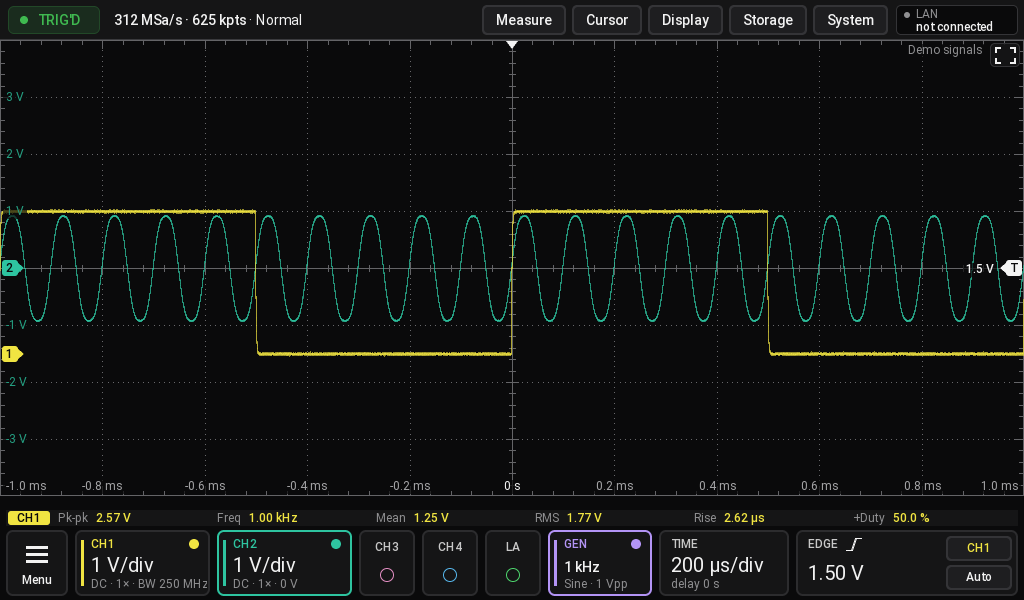 TRIG'D 312 MSa/s · 625 kpts · Normal Measure Cursor Display Storage System LAN
not connected
Demo signals
3 V
2 V
1 V
2 1.5 V T
-1 V
1
-2 V
-3 V
-1.0 ms -0.8 ms -0.6 ms -0.4 ms -0.2 ms 0 s 0.2 ms 0.4 ms 0.6 ms 0.8 ms 1.0 ms
CH1 Pk-pk 2.57 V Freq 1.00 kHz Mean 1.25 V RMS 1.77 V Rise 2.62 µs +Duty 50.0 %
Menu
CH1
1 V/div
DC · 1× · BW 250 MHz
CH2
1 V/div
DC · 1× · 0 V
CH3
CH4
LA
GEN
1 kHz
Sine · 1 Vpp
TIME
200 µs/div
delay 0 s
EDGE
1.50 V
CH1
Auto